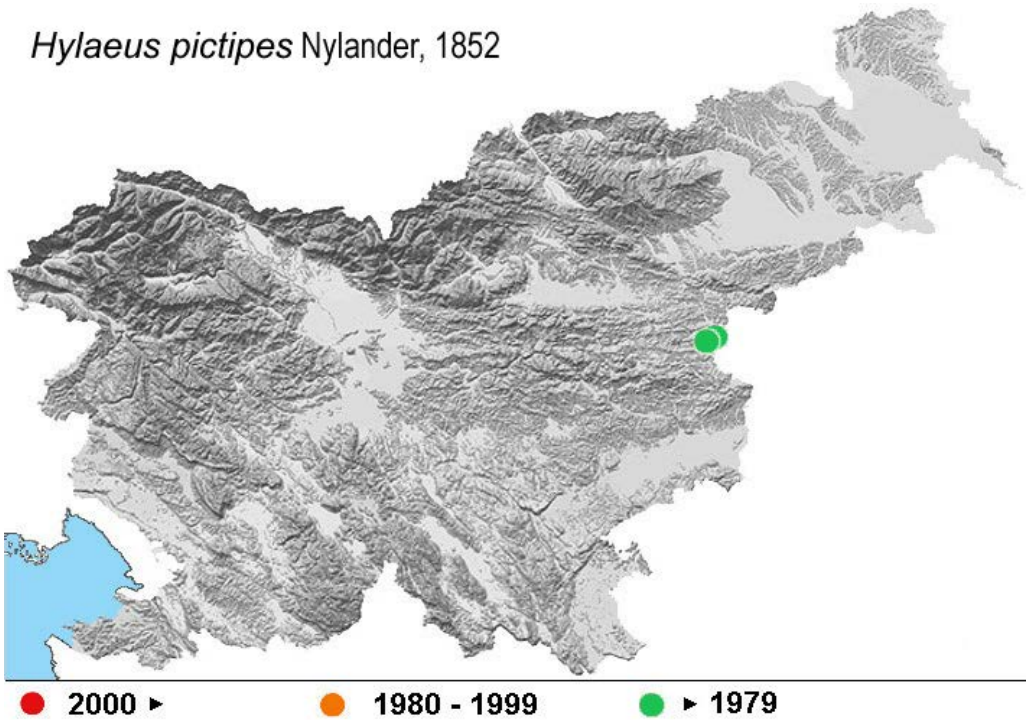 Hylaeus pictipes Nylander, 1852
2000 ► 1980 - 1999 ► 1979